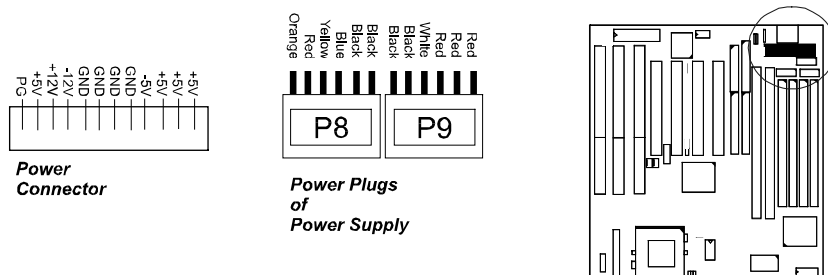 PG
+5V
+12V
-12V
GND
GND
GND
GND
-5V
+5V
+5V
+5V
Power
Connector
Orange
Red
Yellow
Blue
Black
Black
Black
Black
White
Red
Red
Red
P8
P9
Power Plugs
of
Power Supply